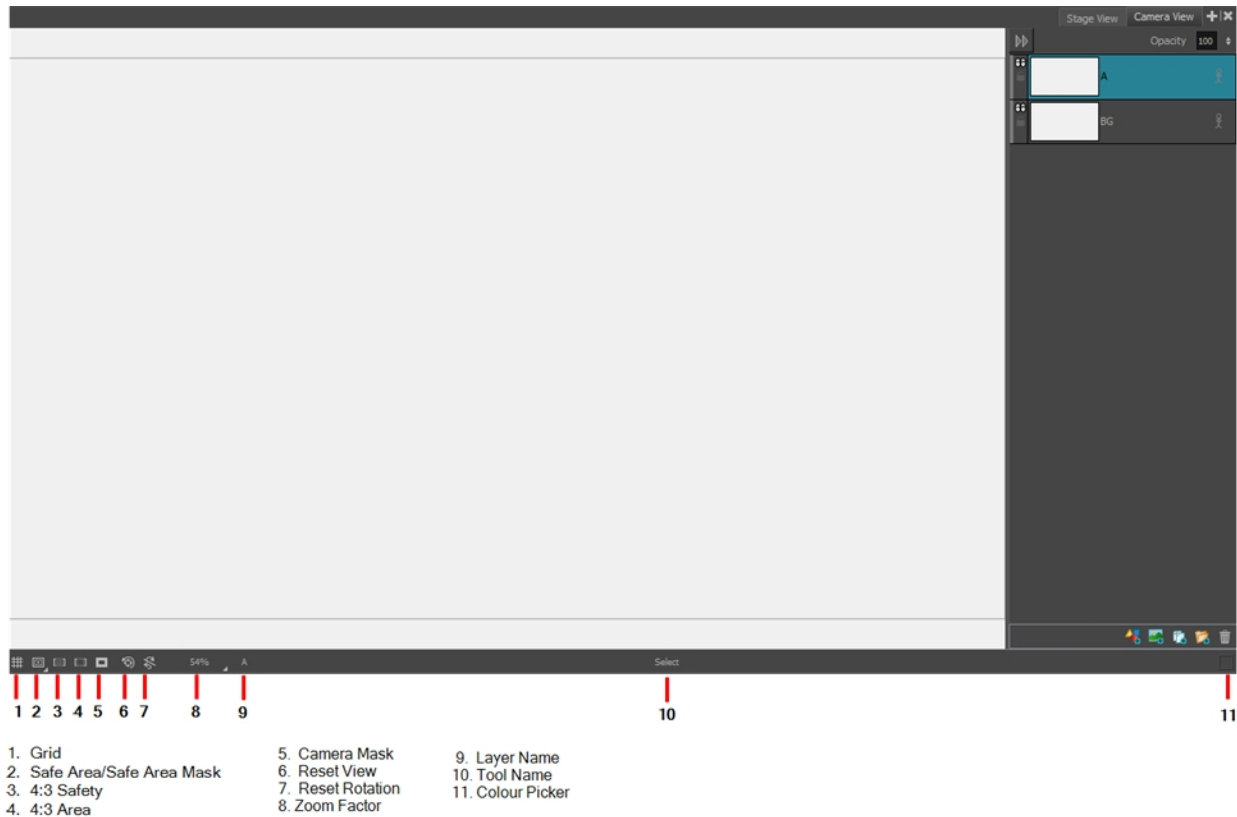 Stage View Camera View
Opacity 100
A
BG
54% A Select
1 2 3 4 5 6 7 8 9 10 11
1. Grid
2. Safe Area/Safe Area Mask
3. 4:3 Safety
4. 4:3 Area
5. Camera Mask
6. Reset View
7. Reset Rotation
8. Zoom Factor
9. Layer Name
10. Tool Name
11. Colour Picker